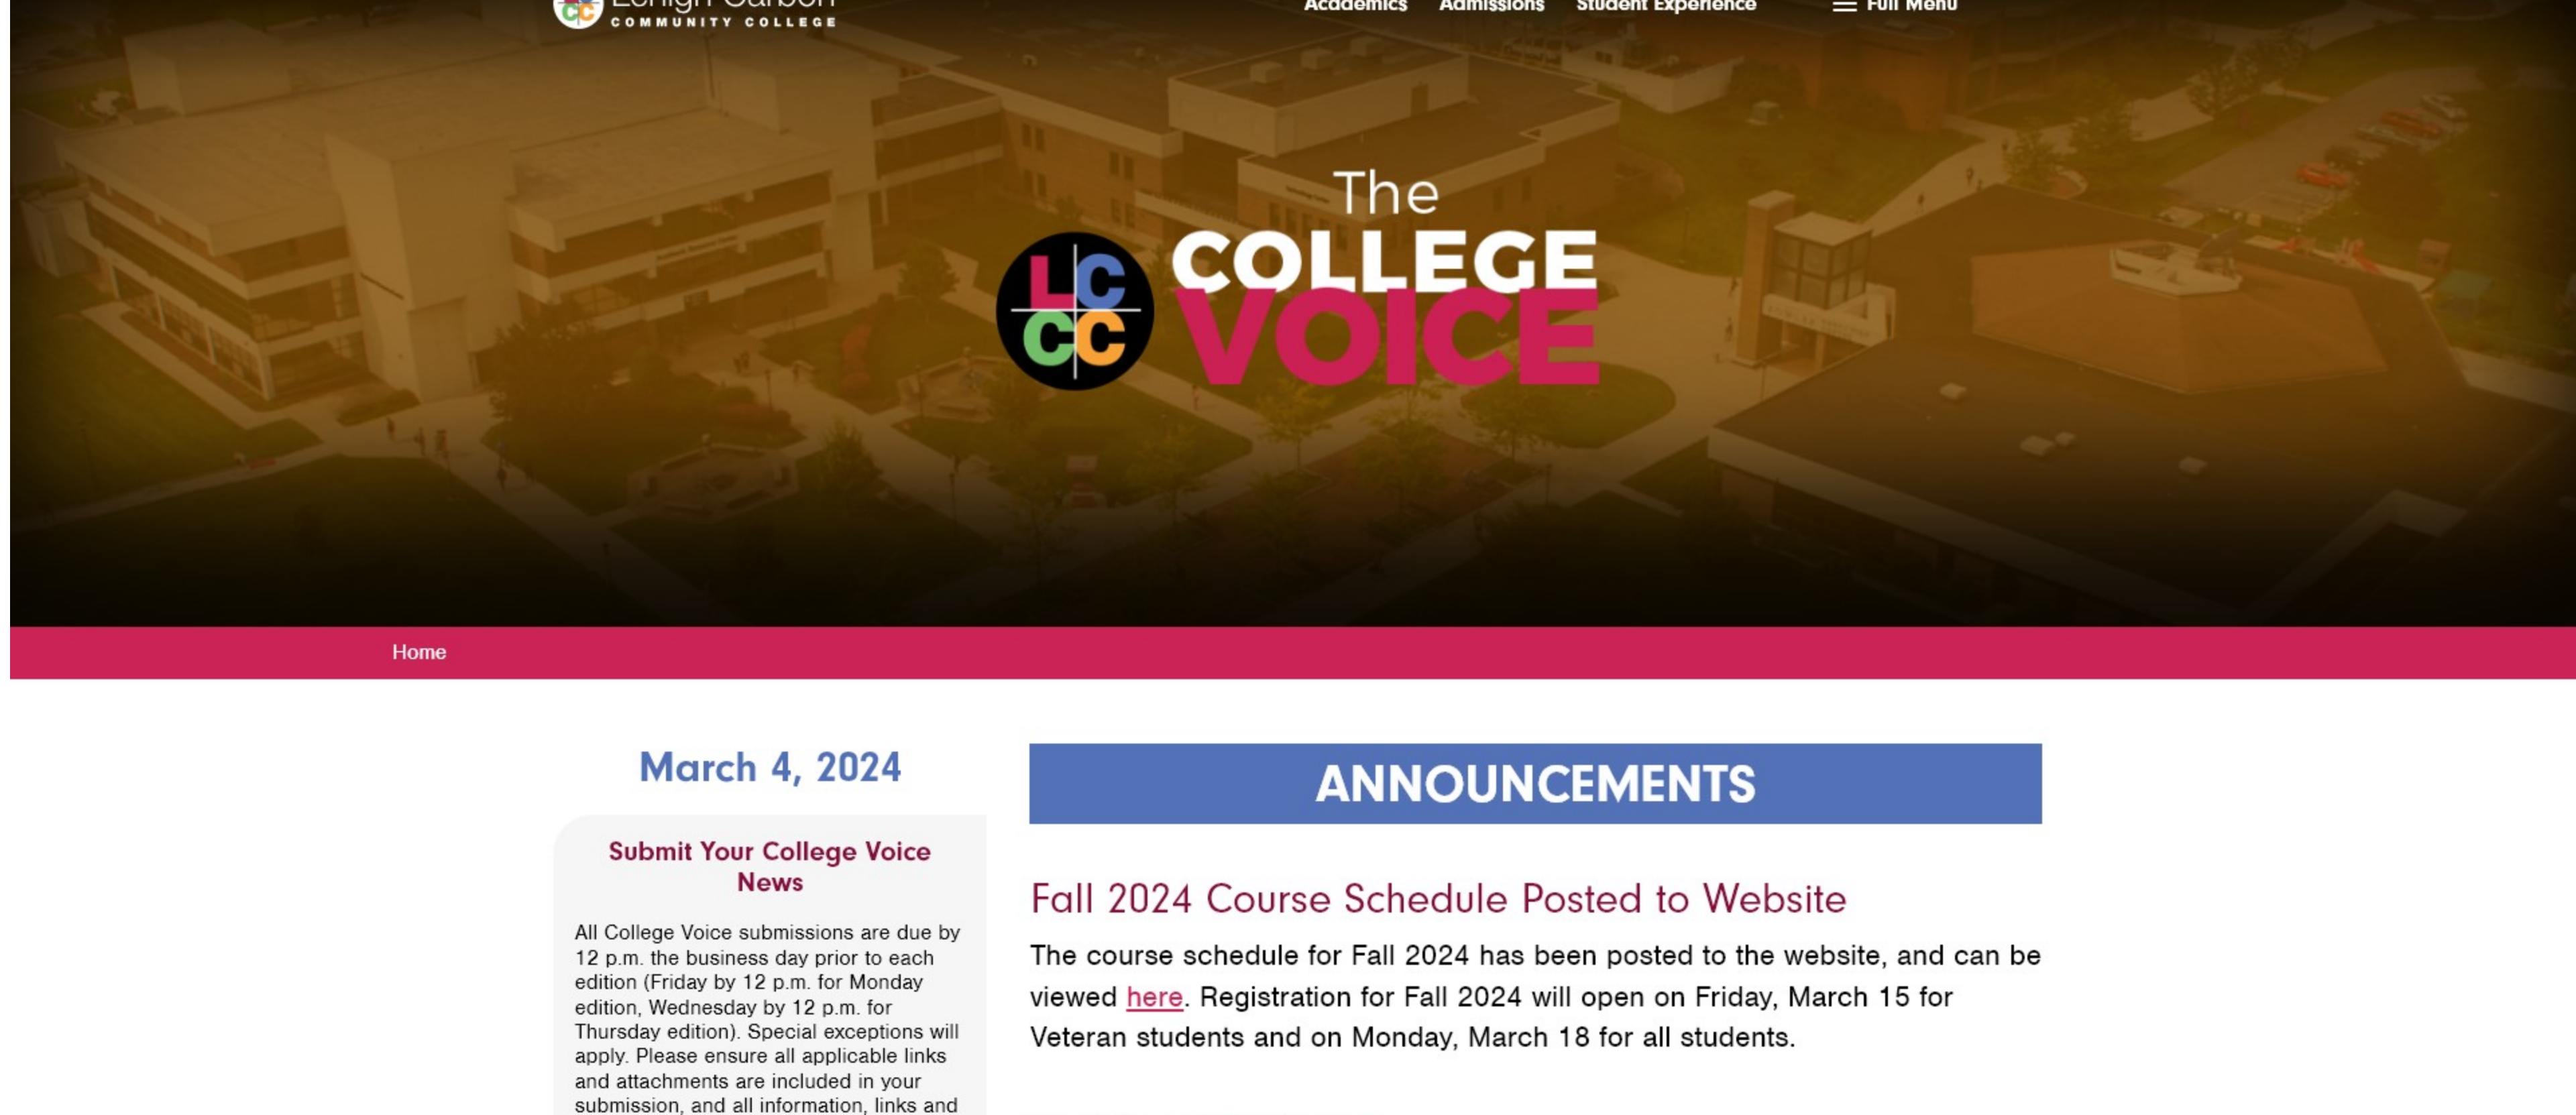 Lehigh Carbon
COMMUNITY COLLEGE
Academics Admissions Student Experience Full Menu
The
COLLEGE
VOICE
LC
CC
Home
March 4, 2024
Submit Your College Voice
News
All College Voice submissions are due by
12 p.m. the business day prior to each
edition (Friday by 12 p.m. for Monday
edition, Wednesday by 12 p.m. for
Thursday edition). Special exceptions will
apply. Please ensure all applicable links
and attachments are included in your
submission, and all information, links and
ANNOUNCEMENTS
Fall 2024 Course Schedule Posted to Website
The course schedule for Fall 2024 has been posted to the website, and can be
viewed here. Registration for Fall 2024 will open on Friday, March 15 for
Veteran students and on Monday, March 18 for all students.